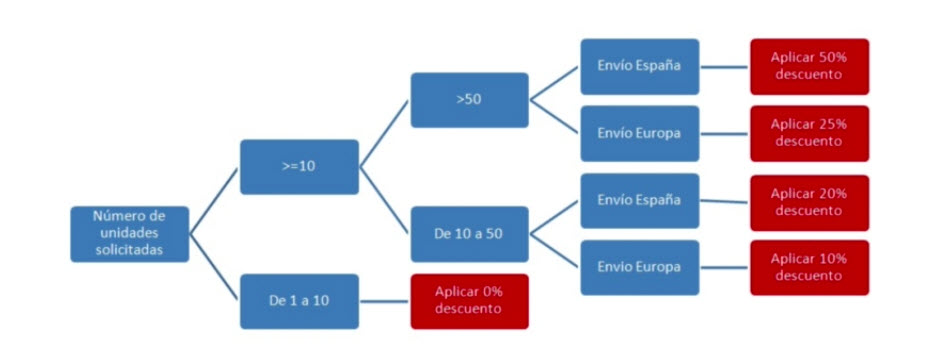 Número de
unidades
solicitadas
>=10
De 1 a 10
>50
De 10 a 50
Aplicar 0%
descuento
Envío España
Envío Europa
Envío España
Envio Europa
Aplicar 50%
descuento
Aplicar 25%
descuento
Aplicar 20%
descuento
Aplicar 10%
descuento